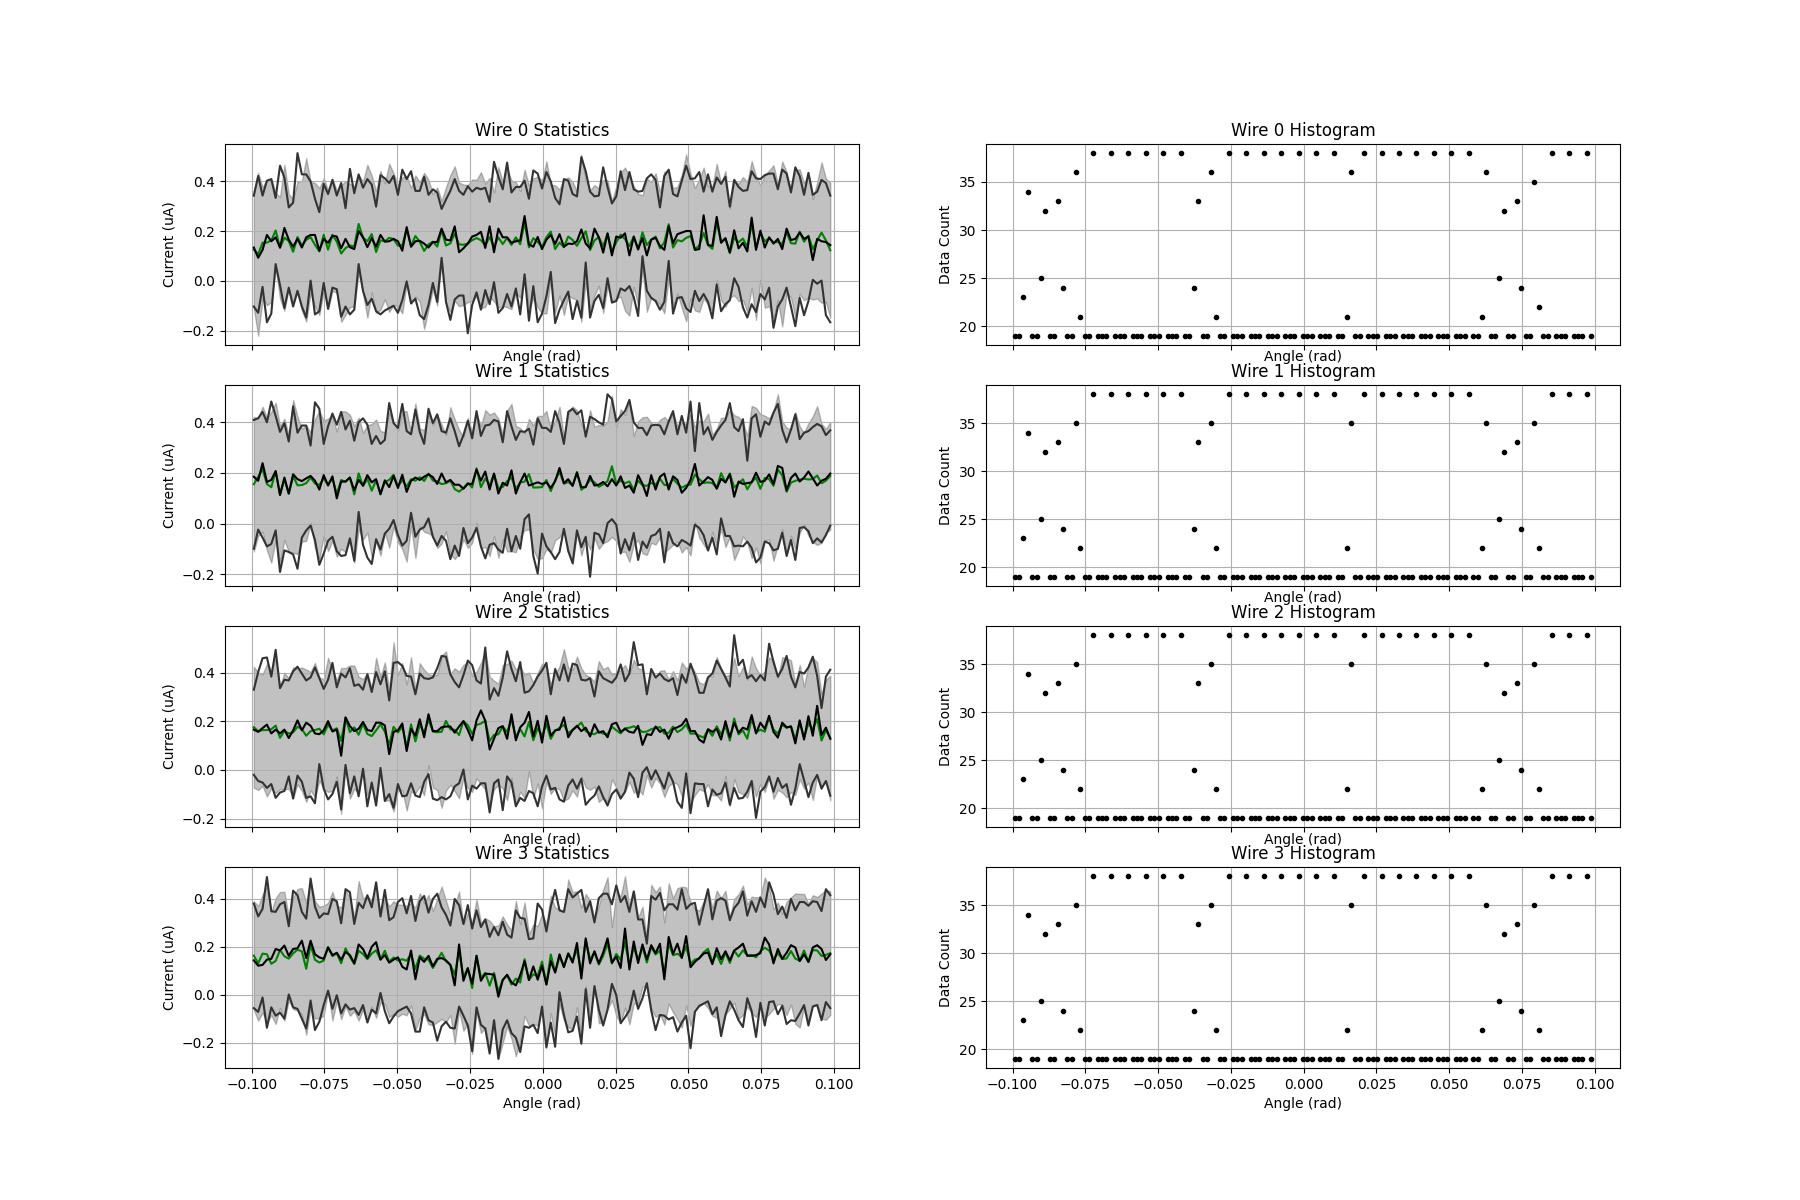 Wire 0 Statistics
Wire 0 Histogram
Current (uA)
0.4
0.2
0.0
−0.2
Angle (rad)
Data Count
35
30
25
20
Angle (rad)
Wire 1 Statistics
Wire 1 Histogram
Current (uA)
0.4
0.2
0.0
−0.2
Angle (rad)
Data Count
35
30
25
20
Angle (rad)
Wire 2 Statistics
Wire 2 Histogram
Current (uA)
0.4
0.2
0.0
−0.2
Angle (rad)
Data Count
35
30
25
20
Angle (rad)
Wire 3 Statistics
Wire 3 Histogram
Current (uA)
0.4
0.2
0.0
−0.2
−0.100 −0.075 −0.050 −0.025 0.000 0.025 0.050 0.075 0.100
Angle (rad)
Data Count
35
30
25
20
−0.100 −0.075 −0.050 −0.025 0.000 0.025 0.050 0.075 0.100
Angle (rad)